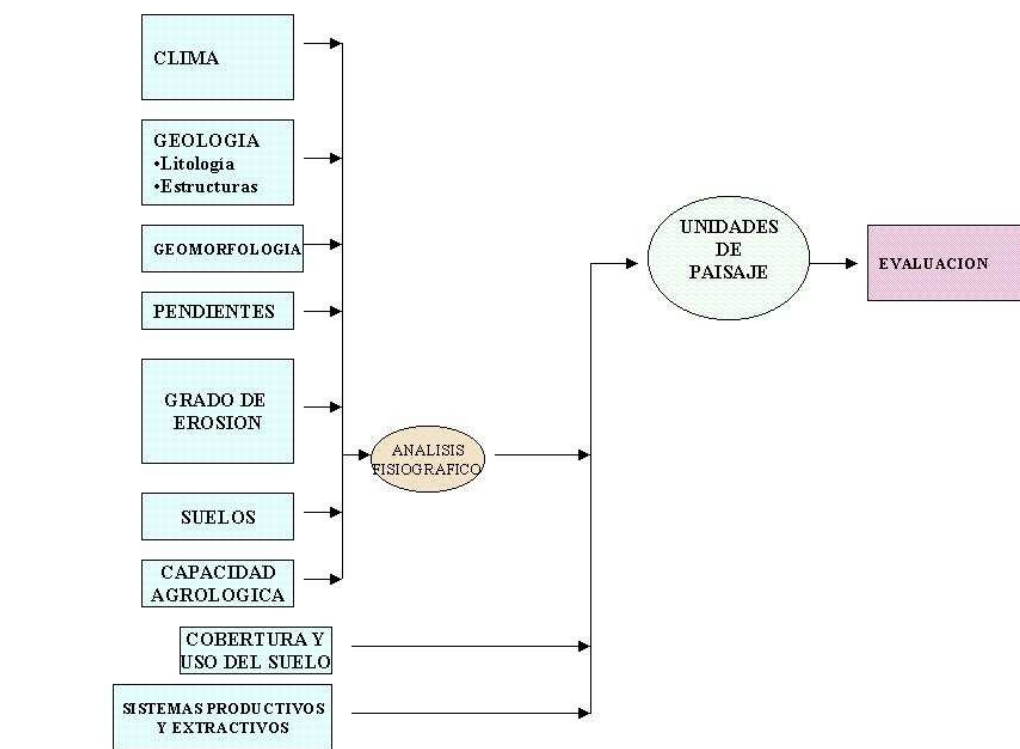 CLIMA
GEOLOGIA
•Litología
•Estructuras
GEOMORFOLOGIA
PENDIENTES
GRADO DE
EROSION
SUELOS
CAPACIDAD
AGROLOGICA
COBERTURA Y
USO DEL SUELO
SISTEMAS PRODUCTIVOS
Y EXTRACTIVOS
ANALISIS
FISIOGRAFICO
UNIDADES
DE
PAISAJE
EVALUACION